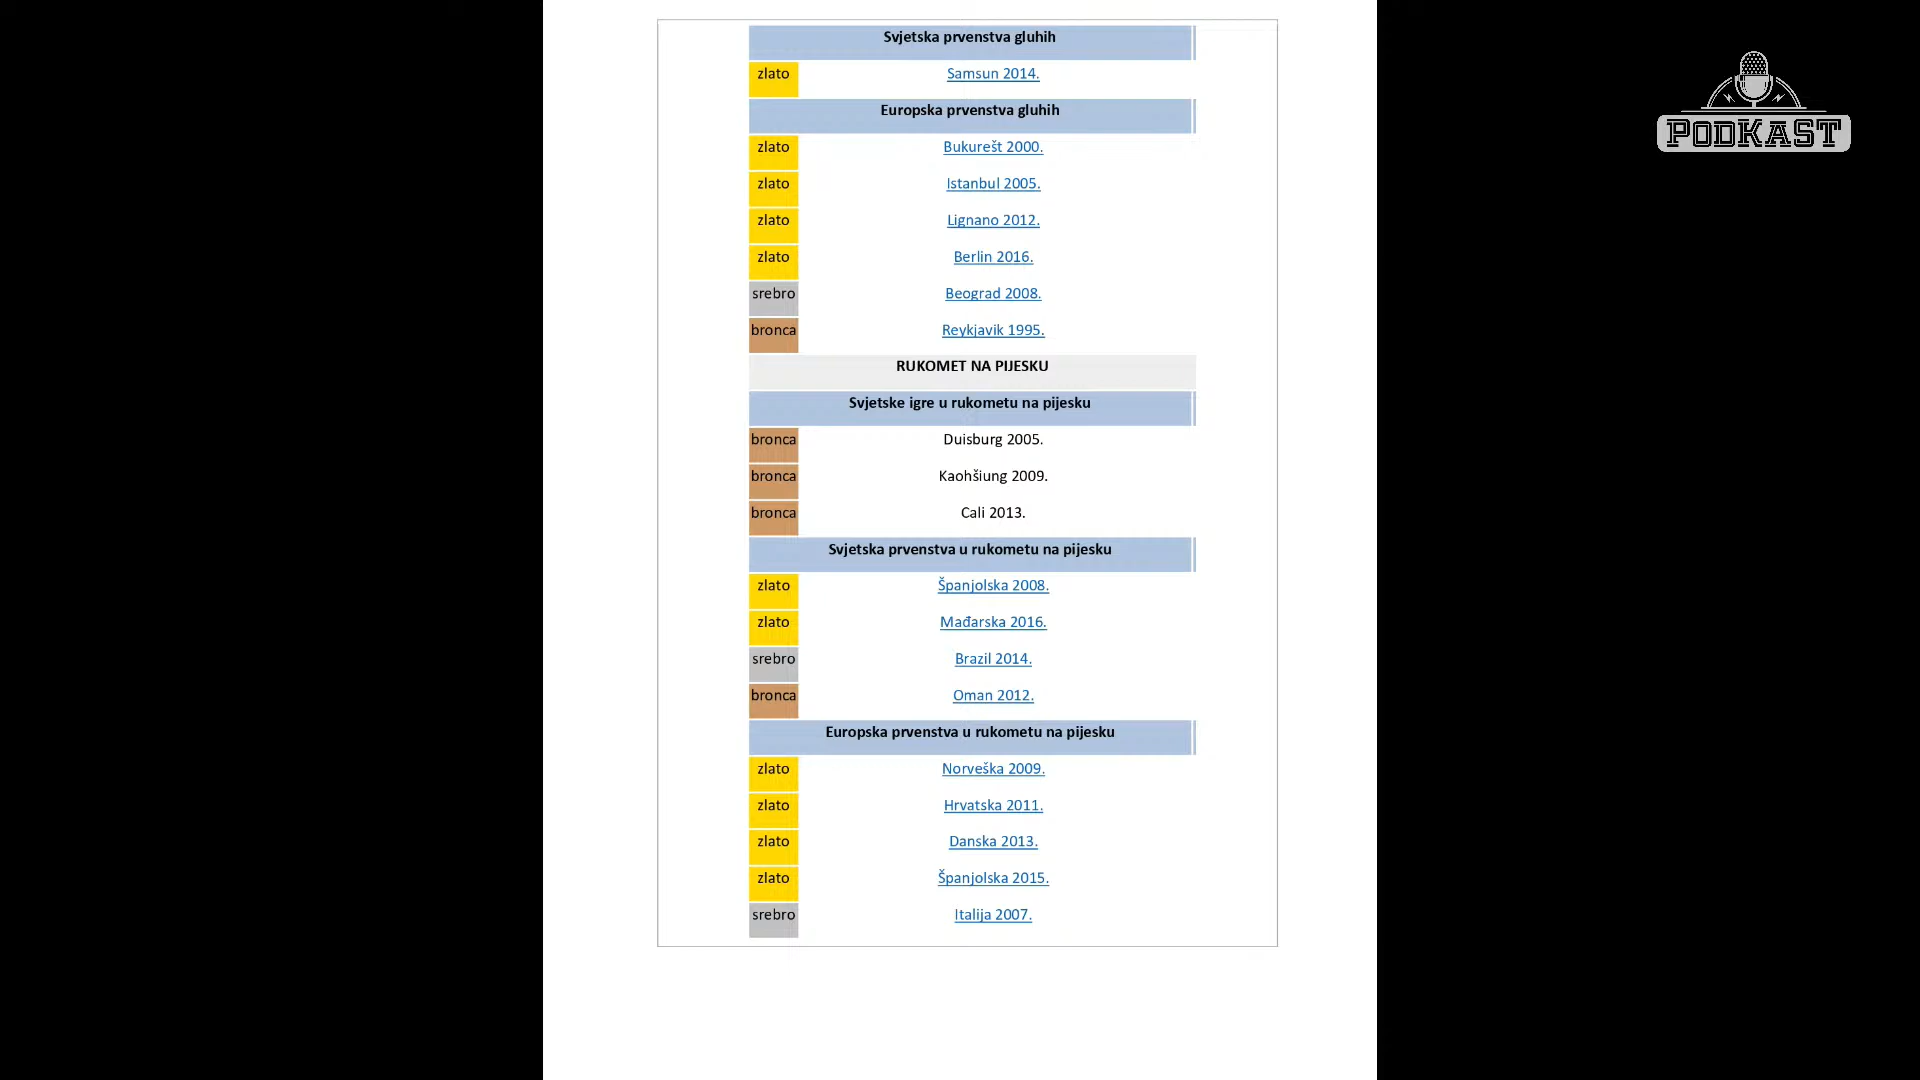 Svjetska prvenstva gluhih
zlato Samsun 2014.
Europska prvenstva gluhih
zlato Bukurešt 2000.
zlato Istanbul 2005.
zlato Lignano 2012.
zlato Berlin 2016.
srebro Beograd 2008.
bronca Reykjavik 1995.
RUKOMET NA PIJESKU
Svjetske igre u rukometu na pijesku
bronca Duisburg 2005.
bronca Kaohšiung 2009.
bronca Cali 2013.
Svjetska prvenstva u rukometu na pijesku
zlato Španjolska 2008.
zlato Mađarska 2016.
srebro Brazil 2014.
bronca Oman 2012.
Europska prvenstva u rukometu na pijesku
zlato Norveška 2009.
zlato Hrvatska 2011.
zlato Danska 2013.
zlato Španjolska 2015.
srebro Italija 2007.
PODKAST